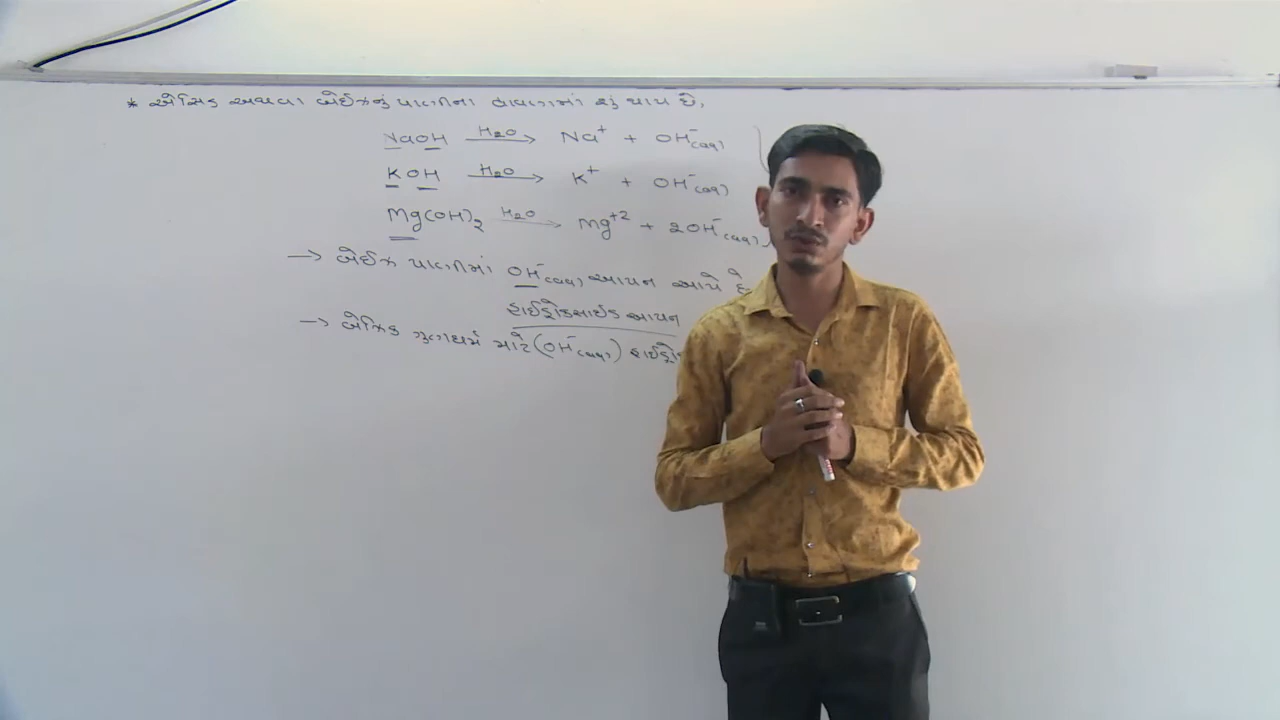 * એસિડ અથવા બેઈઝનું પાણીના દ્રાવણમાં શું થાય છે,
NaOH H₂O→ Na⁺ + OH⁻(aq)
KOH H₂O→ K⁺ + OH⁻(aq)
Mg(OH)₂ H₂O→ Mg⁺² + 2OH⁻(aq)
→ બેઈઝ પાણીમાં OH⁻(aq) આયન આપે છે
હાઈડ્રોકસાઈડ આયન
→ બેઝિક ગુણધર્મ માટે (OH⁻(aq))